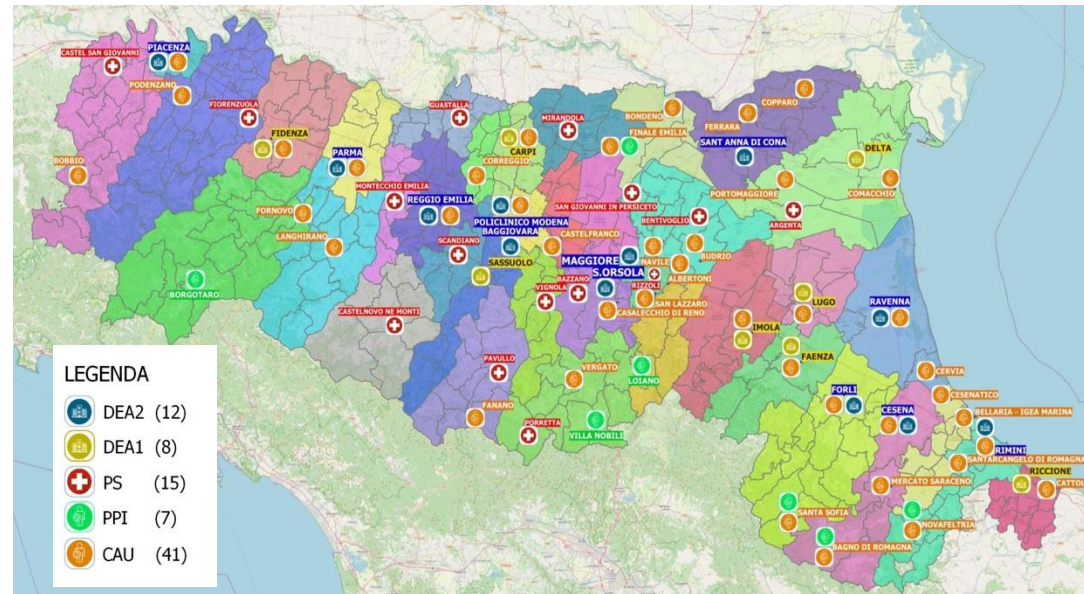 CASTEL SAN GIOVANNI
PIACENZA
PODENZANO
FIORENZUOLA
BOBBIO
FIDENZA
PARMA
GUASTALLA
CARPI
CORREGGIO
MIRANDOLA
FINALE EMILIA
BONDENO
FERRARA
COPPARO
SANT ANNA DI CONA
DELTA
PORTOMAGGIORE
COMACCHIO
ARGENTA
MONTECCHIO EMILIA
REGGIO EMILIA
FORNOVO
LANGHIRANO
BORGOTARO
SCANDIANO
POLICLINICO MODENA
BAGGIOVARA
CASTELFRANCO
SASSUOLO
SAN GIOVANNI IN PERSICETO
BENTIVOGLIO
MAGGIORE
S.ORSOLA
NAVILE
BUDRIO
ALBERTONI
BAZZANO
VIGNOLA
RIZZOLI
SAN LAZZARO
CASALECCHIO DI RENO
CASTELNOVO NE MONTI
PAVULLO
FANANO
VERGATO
LOIANO
PORRETTA
VILLA NOBILI
IMOLA
LUGO
FAENZA
RAVENNA
CERVIA
CESENATICO
FORLI
CESENA
BELLARIA - IGEA MARINA
RIMINI
SANTARCANGELO DI ROMAGNA
RICCIONE
CATTOL
MERCATO SARACENO
SANTA SOFIA
NOVAFELTRIA
BAGNO DI ROMAGNA
LEGENDA
DEA2 (12)
DEA1 (8)
PS (15)
PPI (7)
CAU (41)